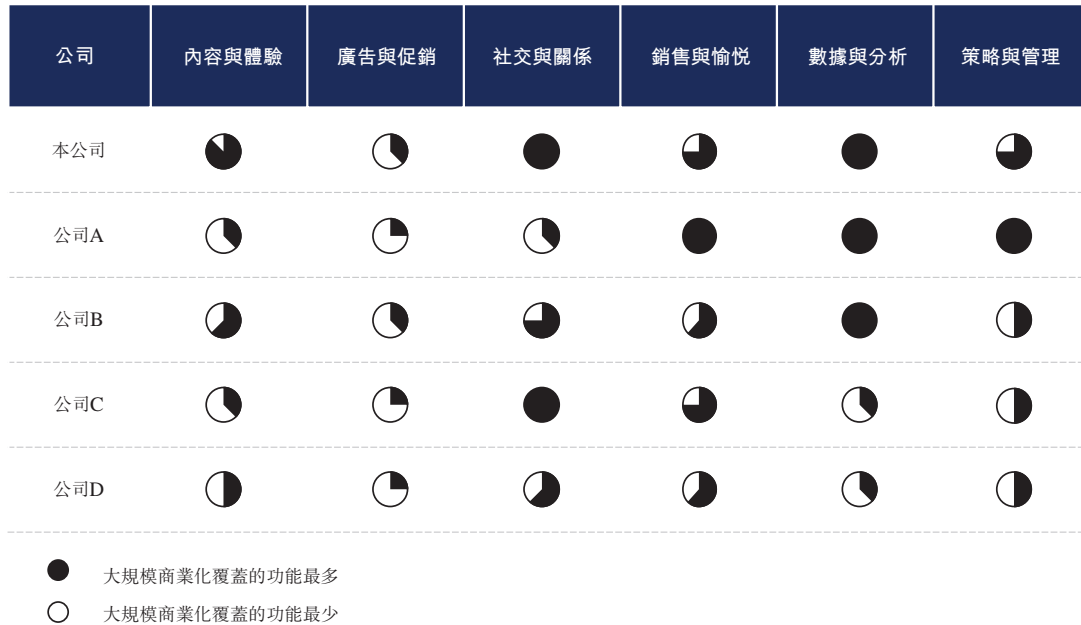 公司 內容與體驗 廣告與促銷 社交與關係 銷售與愉悅 數據與分析 策略與管理
本公司
公司A
公司B
公司C
公司D
大規模商業化覆蓋的功能最多
大規模商業化覆蓋的功能最少